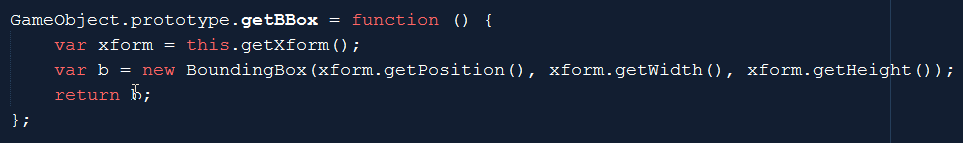 GameObject.prototype.getBBox = function () {
    var xform = this.getXform();
    var b = new BoundingBox(xform.getPosition(), xform.getWidth(), xform.getHeight());
    return b;
};